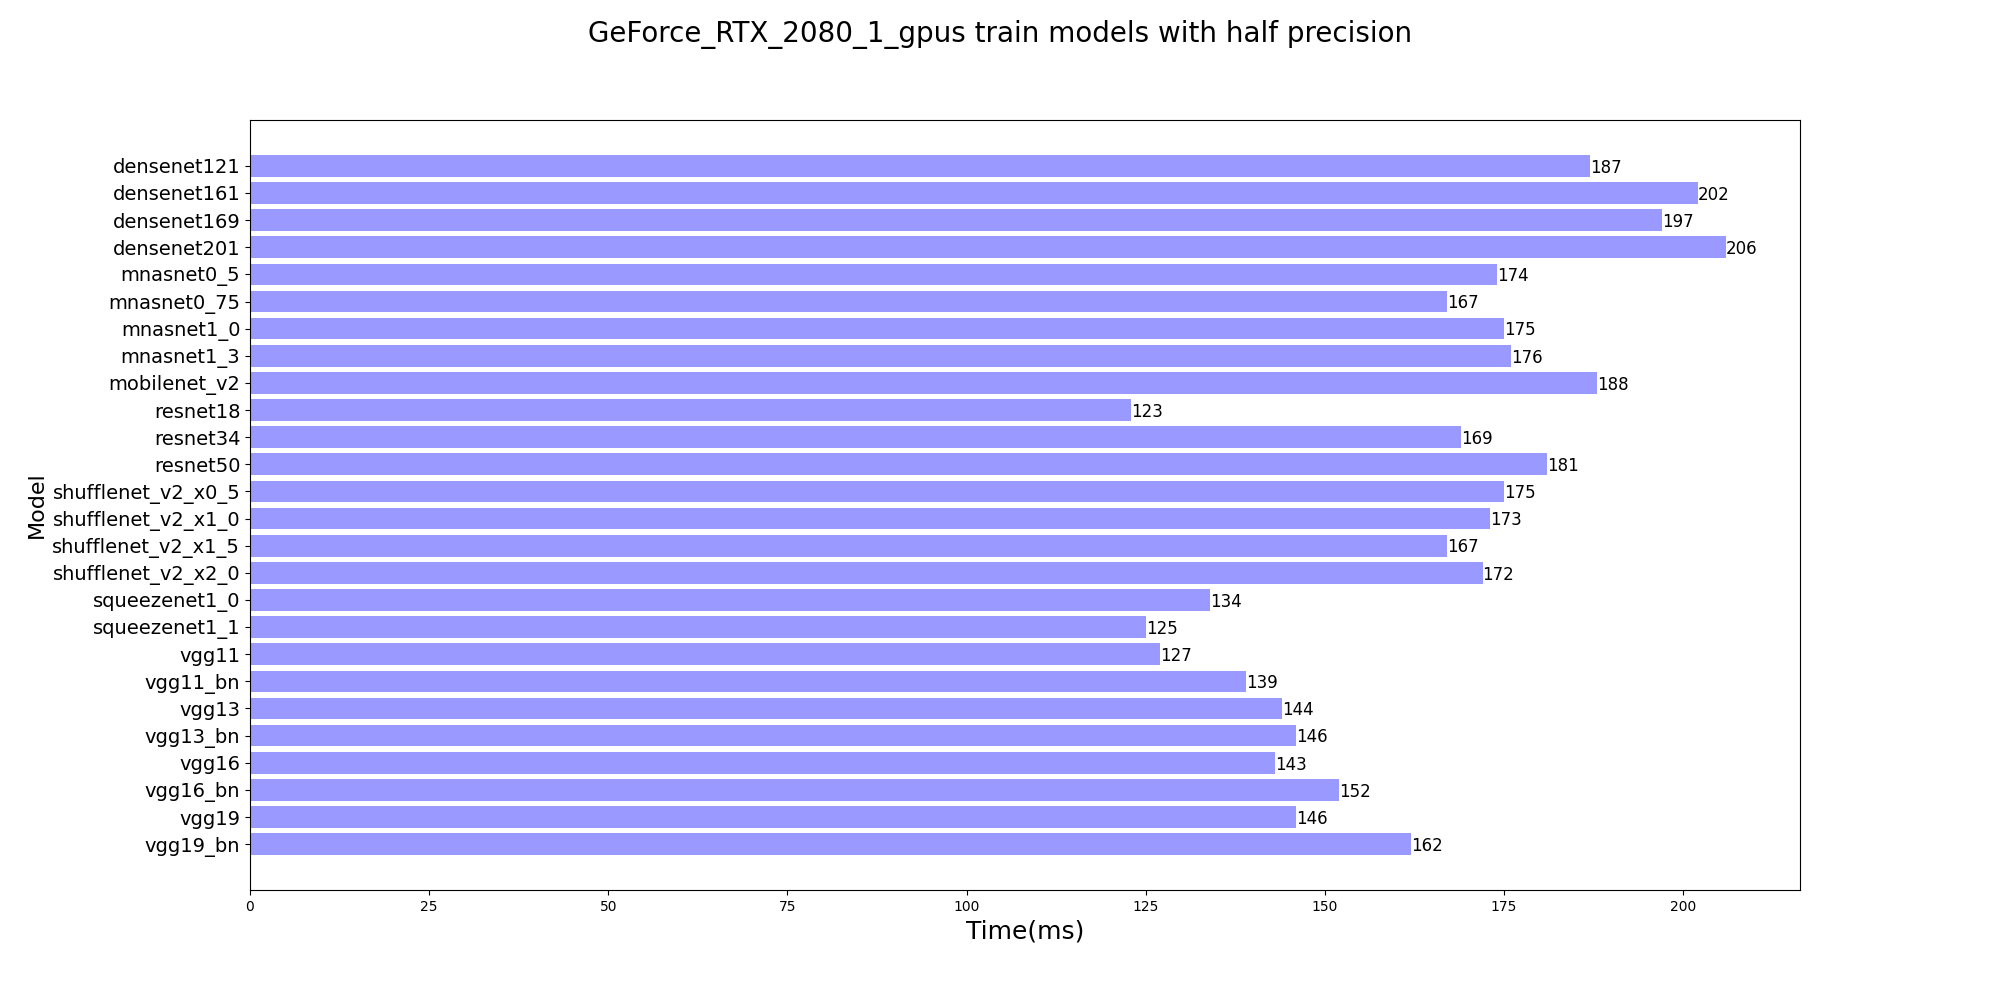 GeForce_RTX_2080_1_gpus train models with half precision
densenet121 187
densenet161 202
densenet169 197
densenet201 206
mnasnet0_5 174
mnasnet0_75 167
mnasnet1_0 175
mnasnet1_3 176
mobilenet_v2 188
resnet18 123
resnet34 169
resnet50 181
shufflenet_v2_x0_5 175
shufflenet_v2_x1_0 173
shufflenet_v2_x1_5 167
shufflenet_v2_x2_0 172
squeezenet1_0 134
squeezenet1_1 125
vgg11 127
vgg11_bn 139
vgg13 144
vgg13_bn 146
vgg16 143
vgg16_bn 152
vgg19 146
vgg19_bn 162
Model
0 25 50 75 100 125 150 175 200
Time(ms)